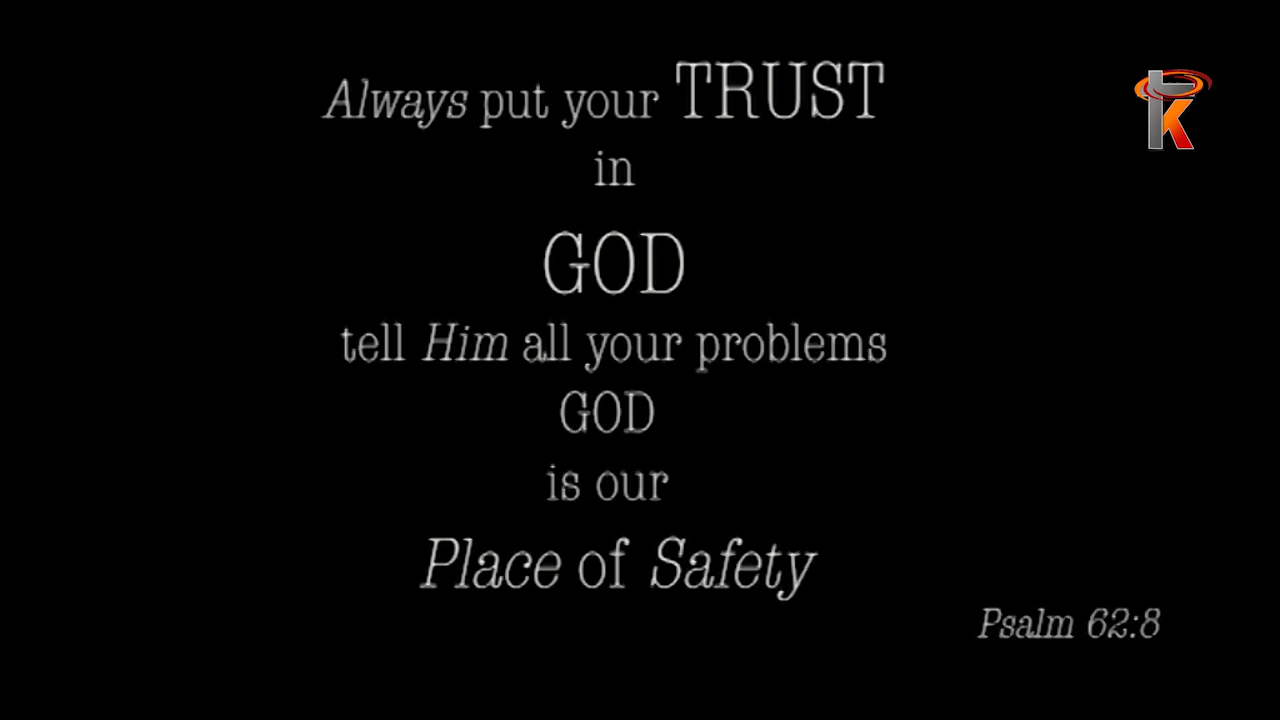 Always put your TRUST
in
GOD
tell Him all your problems
GOD
is our
Place of Safety
Psalm 62:8